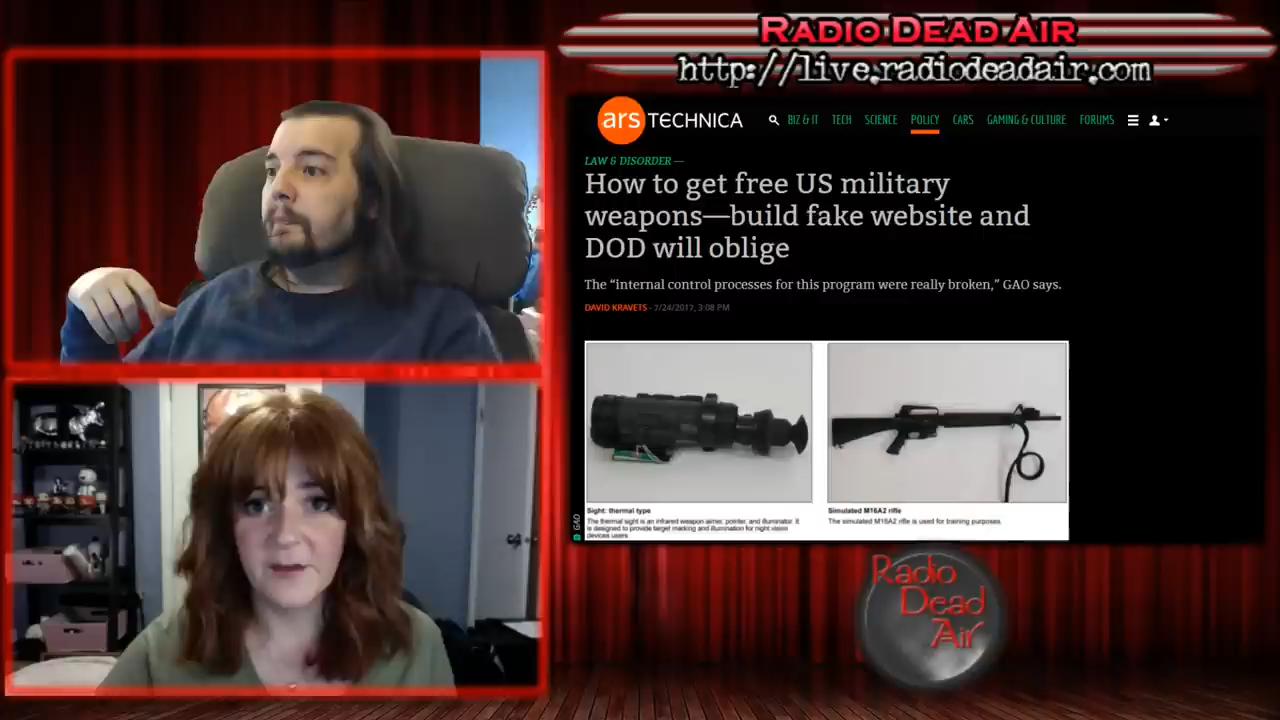 RADIO DEAD AIR
http://live.radiodeadair.com
ars TECHNICA BIZ & IT TECH SCIENCE POLICY CARS GAMING & CULTURE FORUMS
LAW & DISORDER —
How to get free US military
weapons—build fake website and
DOD will oblige
The “internal control processes for this program were really broken,” GAO says.
DAVID KRAVETS - 7/24/2017, 3:08 PM
Sight: thermal type
The thermal sight is an infrared weapon aimer, pointer, and illuminator. It
is designed to provide target marking and illumination for night vision
devices users
Simulated M16A2 rifle
The simulated M16A2 rifle is used for training purposes.
GAO
Radio
Dead
Air